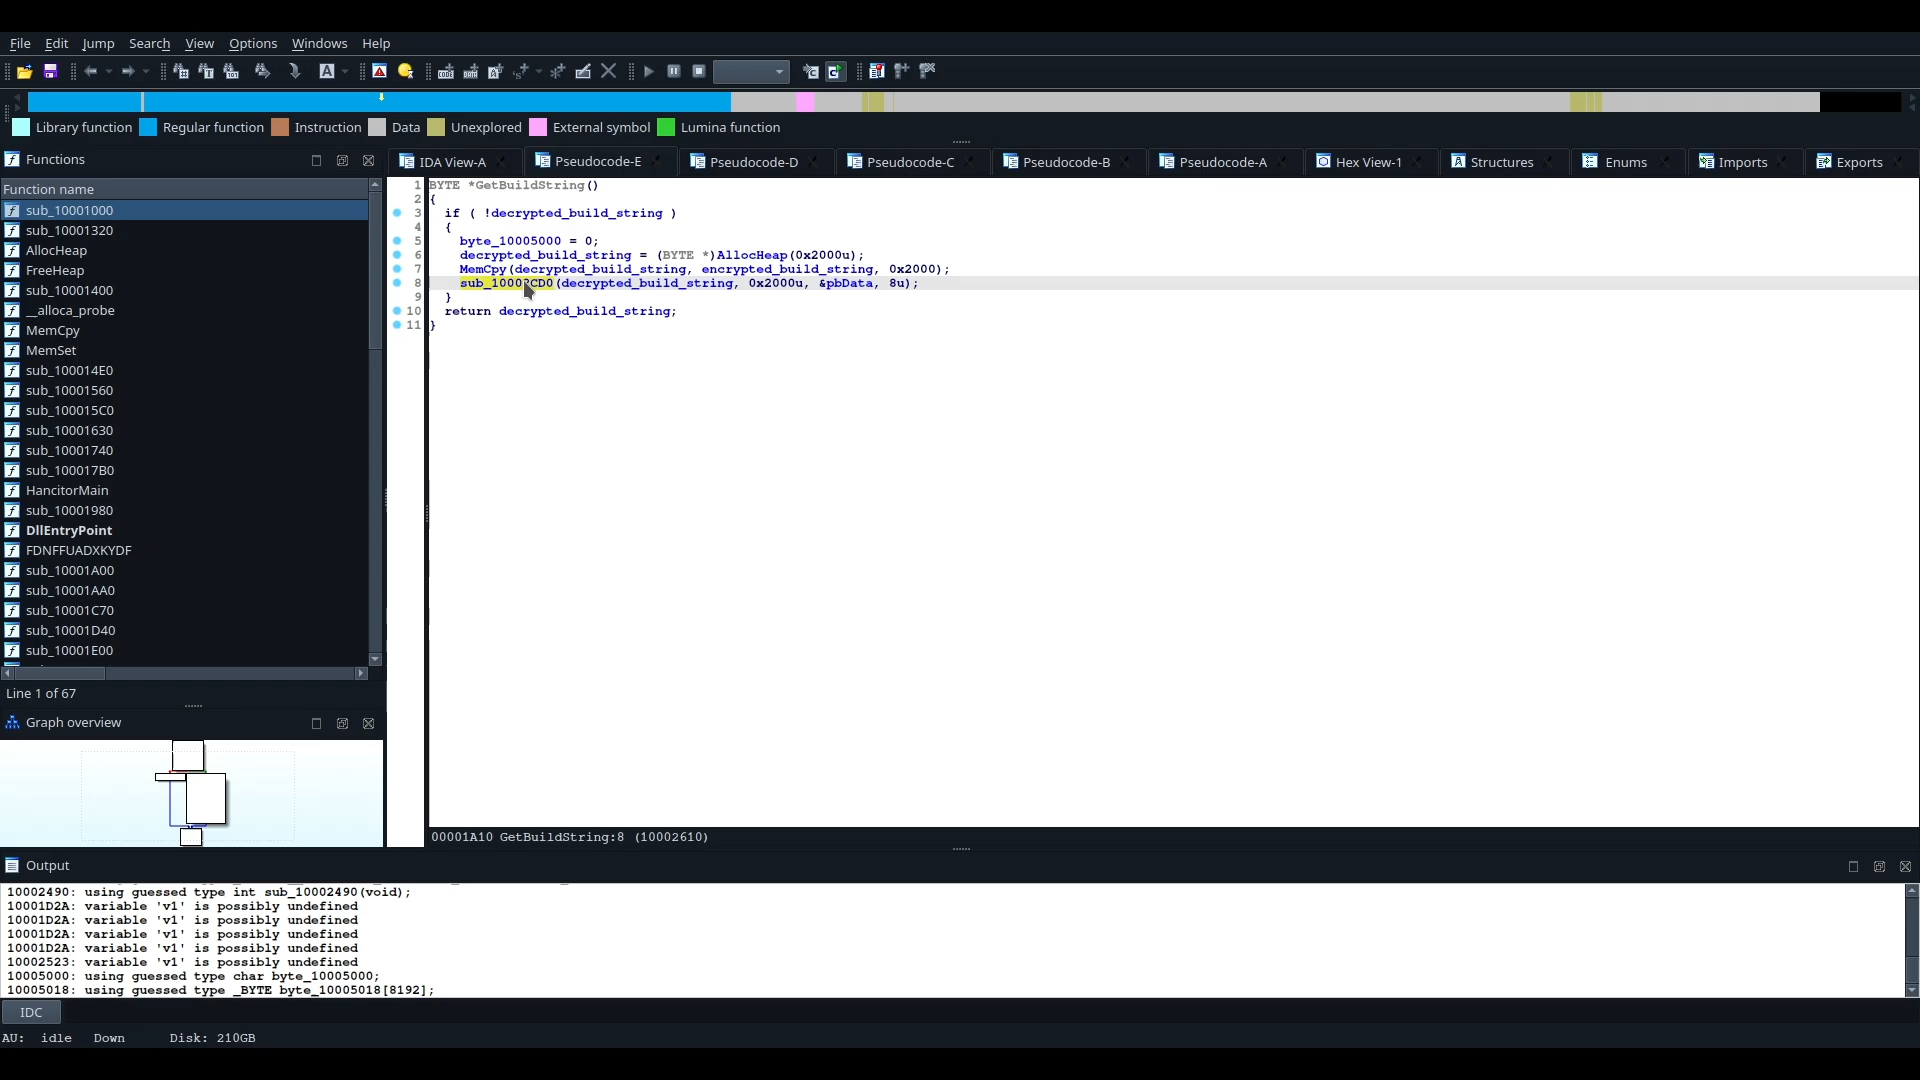 File Edit Jump Search View Options Windows Help
Library function Regular function Instruction Data Unexplored External symbol Lumina function
Functions
IDA View-A Pseudocode-E Pseudocode-D Pseudocode-C Pseudocode-B Pseudocode-A Hex View-1 Structures Enums Imports Exports
Function name
sub_10001000
sub_10001320
AllocHeap
FreeHeap
sub_10001400
__alloca_probe
MemCpy
MemSet
sub_100014E0
sub_10001560
sub_100015C0
sub_10001630
sub_10001740
sub_100017B0
HancitorMain
sub_10001980
DllEntryPoint
FDNFFUADXKYDF
sub_10001A00
sub_10001AA0
sub_10001C70
sub_10001D40
sub_10001E00
Line 1 of 67
Graph overview
1 BYTE *GetBuildString()
2 {
3 if ( !decrypted_build_string )
4 {
5 byte_10005000 = 0;
6 decrypted_build_string = (BYTE *)AllocHeap(0x2000u);
7 MemCpy(decrypted_build_string, encrypted_build_string, 0x2000);
8 (decrypted_build_string, 0x2000u, &pbData, 8u);
9 }
10 return decrypted_build_string;
11 }
00001A10 GetBuildString:8 (10002610)
Output
10002490: using guessed type int sub_10002490(void);
10001D2A: variable 'v1' is possibly undefined
10001D2A: variable 'v1' is possibly undefined
10001D2A: variable 'v1' is possibly undefined
10001D2A: variable 'v1' is possibly undefined
10002523: variable 'v1' is possibly undefined
10005000: using guessed type char byte_10005000;
10005018: using guessed type _BYTE byte_10005018[8192];
IDC
AU: idle Down Disk: 210GB